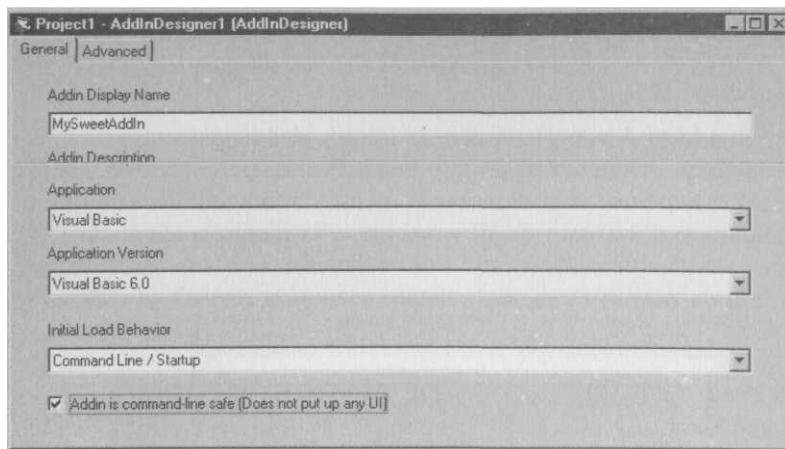 Project1 - AddInDesigner1 (AddInDesigner)
General Advanced
Addin Display Name
MySweetAddIn
Addin Description
Application
Visual Basic
Application Version
Visual Basic 6.0
Initial Load Behavior
Command Line / Startup
Addin is command-line safe (Does not put up any UI)